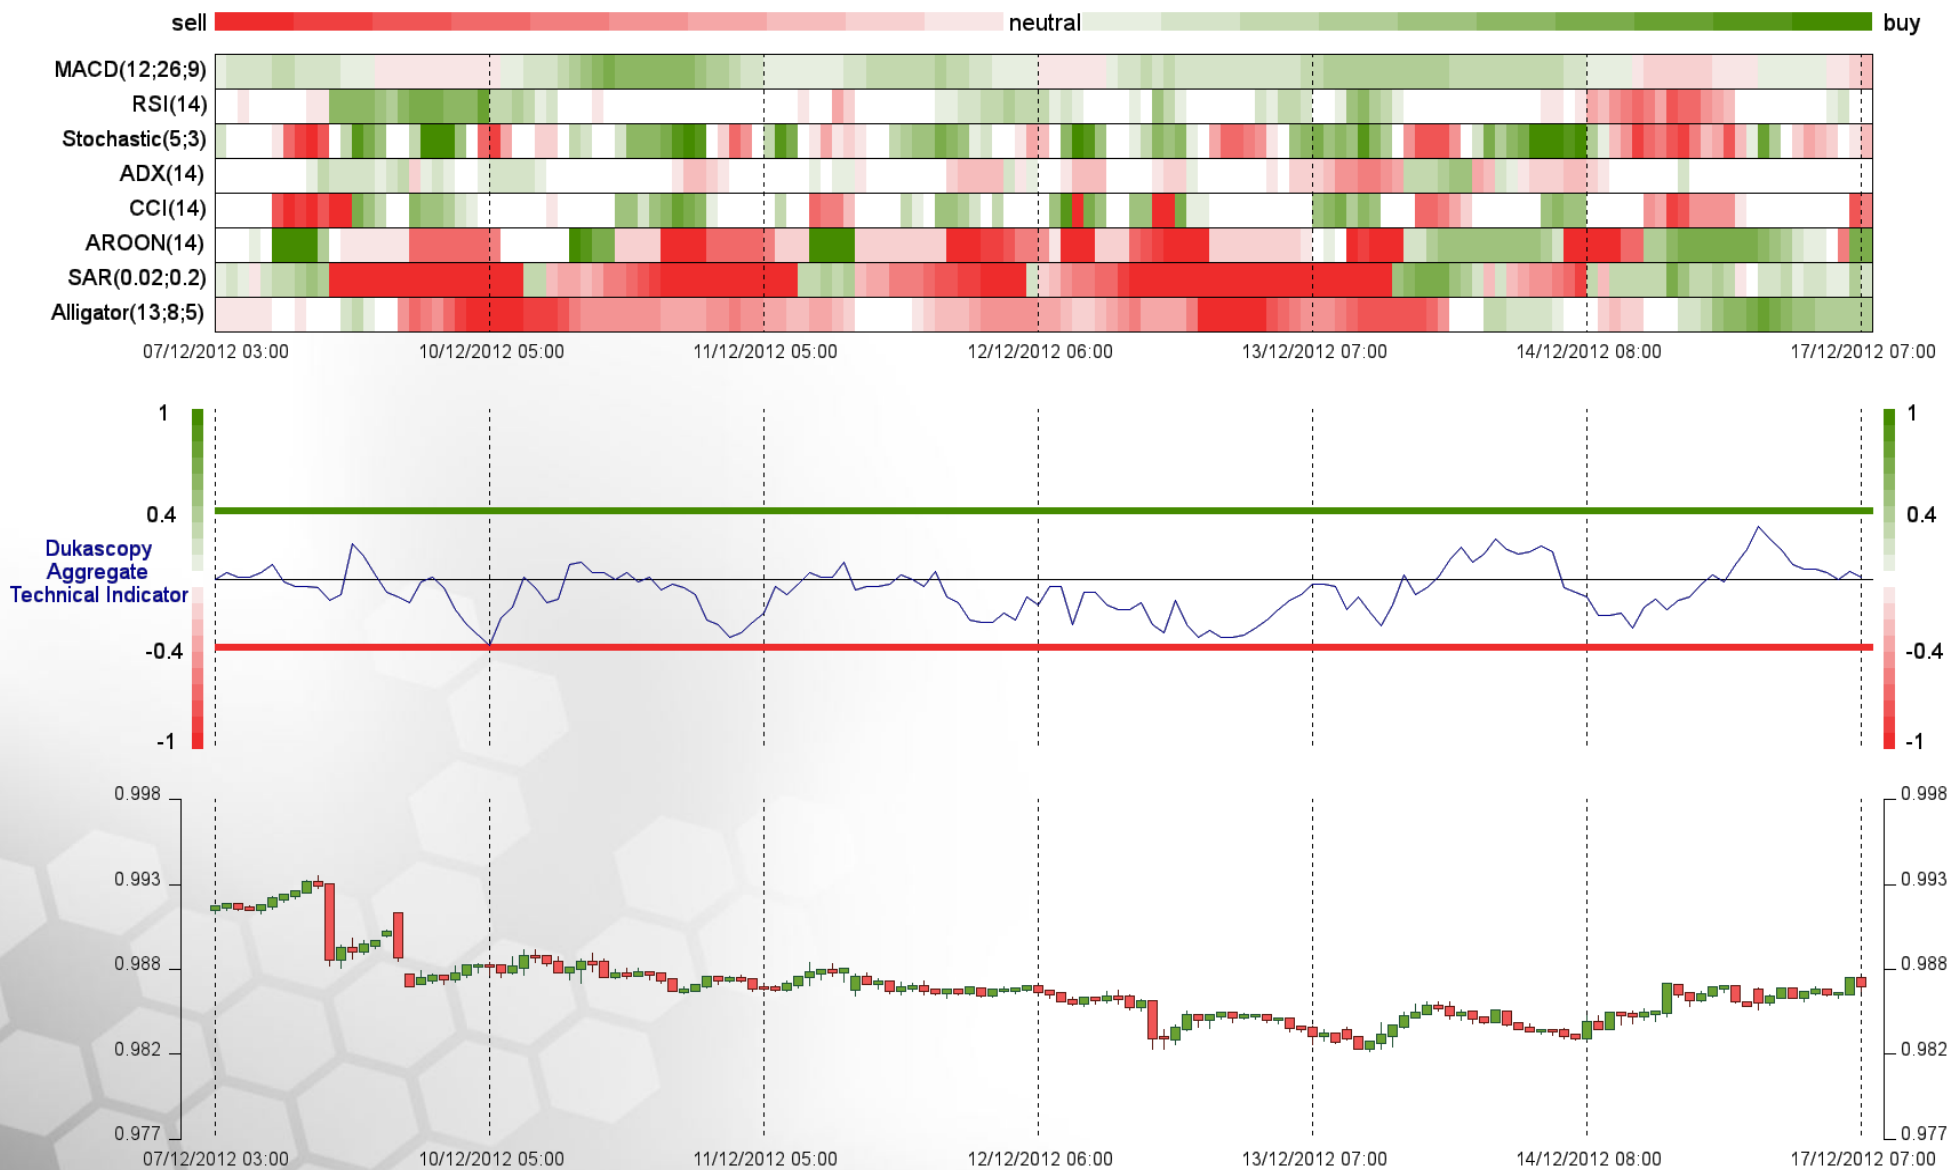 sell neutral buy
MACD(12;26;9)
RSI(14)
Stochastic(5;3)
ADX(14)
CCI(14)
AROON(14)
SAR(0.02;0.2)
Alligator(13;8;5)
07/12/2012 03:00 10/12/2012 05:00 11/12/2012 05:00 12/12/2012 06:00 13/12/2012 07:00 14/12/2012 08:00 17/12/2012 07:00
1 1
0.4 0.4
Dukascopy
Aggregate
Technical Indicator
-0.4 -0.4
-1 -1
0.998 0.998
0.993 0.993
0.988 0.988
0.982 0.982
0.977 0.977
07/12/2012 03:00 10/12/2012 05:00 11/12/2012 05:00 12/12/2012 06:00 13/12/2012 07:00 14/12/2012 08:00 17/12/2012 07:00